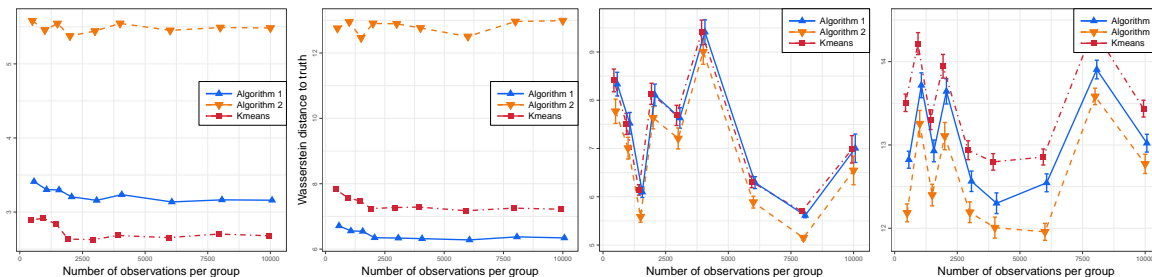 5
4
3
Algorithm 1
Algorithm 2
Kmeans
0 2500 5000 7500 10000
Number of observations per group
Wasserstein distance to truth
12
10
8
6
Algorithm 1
Algorithm 2
Kmeans
0 2500 5000 7500 10000
Number of observations per group
9
8
7
6
5
Algorithm 1
Algorithm 2
Kmeans
0 2500 5000 7500 10000
Number of observations per group
14
13
12
Algorithm
Algorithm
Kmeans
0 2500 5000 7500 10000
Number of observations per group